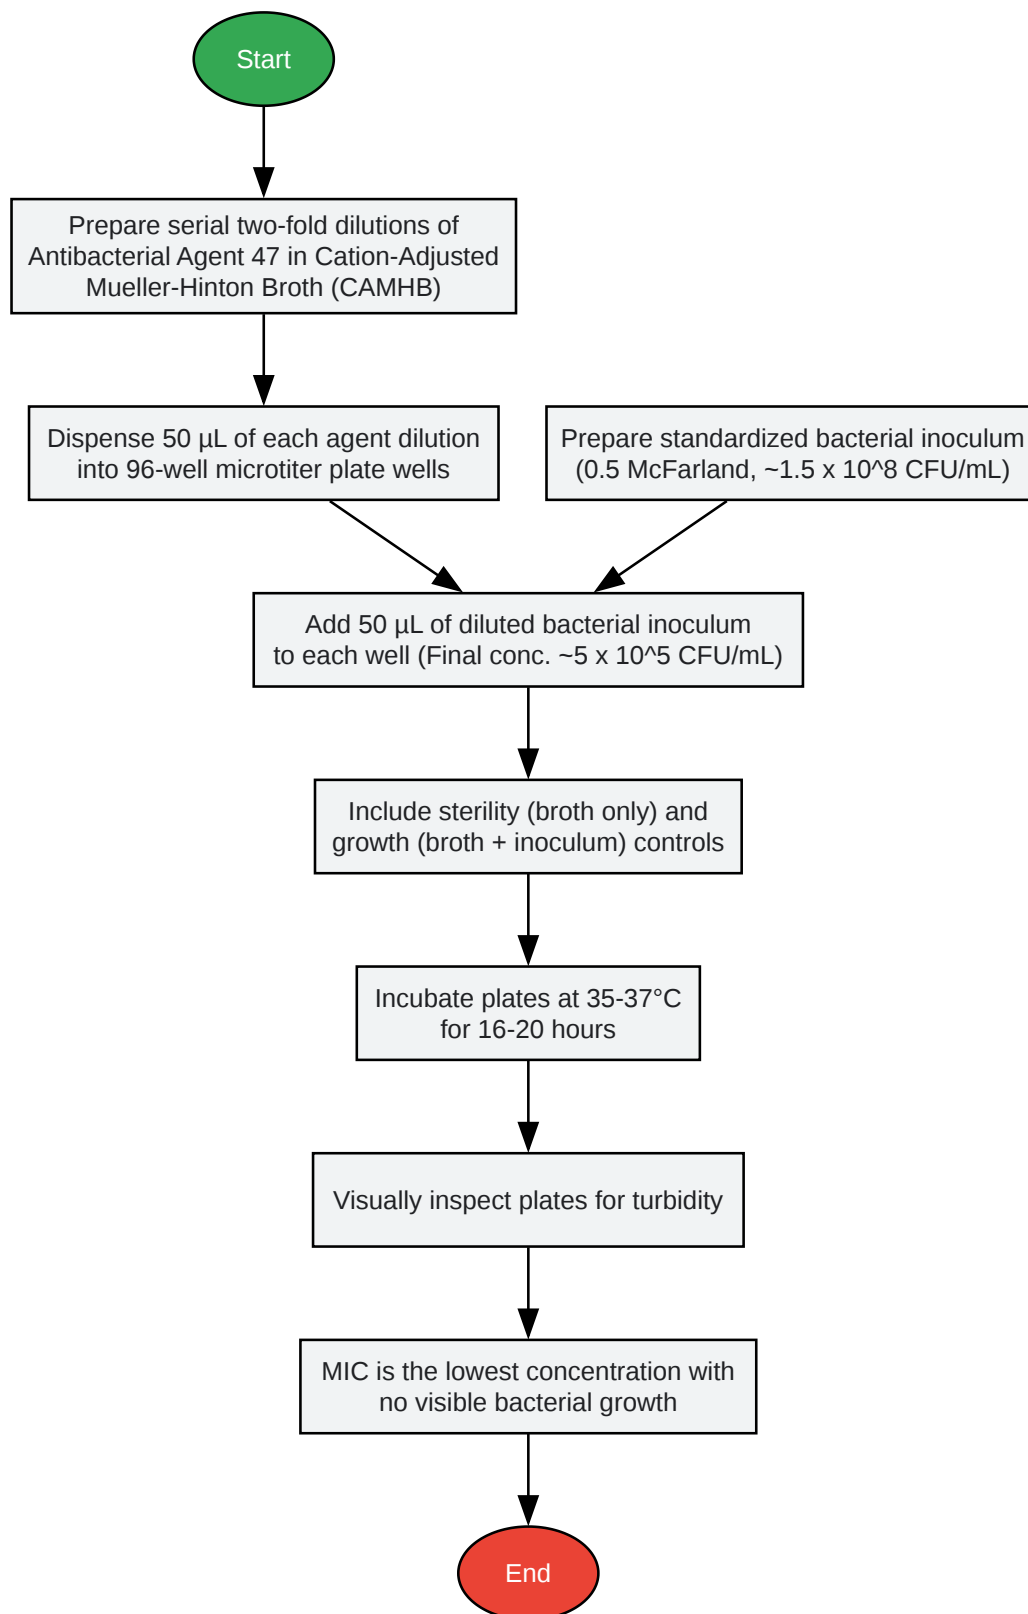 Start
Prepare serial two-fold dilutions of
Antibacterial Agent 47 in Cation-Adjusted
Mueller-Hinton Broth (CAMHB)
Dispense 50 µL of each agent dilution
into 96-well microtiter plate wells
Prepare standardized bacterial inoculum
(0.5 McFarland, ~1.5 x 10^8 CFU/mL)
Add 50 µL of diluted bacterial inoculum
to each well (Final conc. ~5 x 10^5 CFU/mL)
Include sterility (broth only) and
growth (broth + inoculum) controls
Incubate plates at 35-37°C
for 16-20 hours
Visually inspect plates for turbidity
MIC is the lowest concentration with
no visible bacterial growth
End